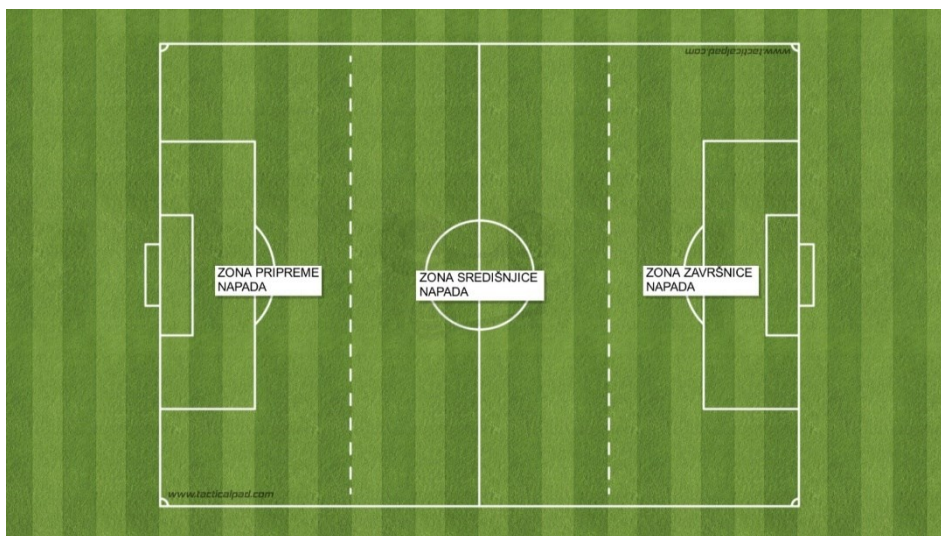 www.tacticalpad.com
ZONA PRIPREME
NAPADA
ZONA SREDIŠNJICE
NAPADA
ZONA ZAVRŠNICE
NAPADA
www.tacticalpad.com